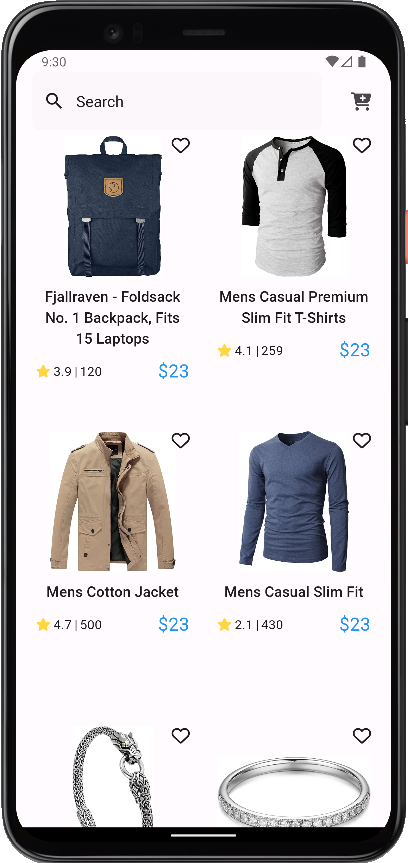 9:30
Search
Fjallraven - Foldsack
No. 1 Backpack, Fits
15 Laptops
3.9 | 120
$23
Mens Casual Premium
Slim Fit T-Shirts
4.1 | 259
$23
Mens Cotton Jacket
4.7 | 500
$23
Mens Casual Slim Fit
2.1 | 430
$23